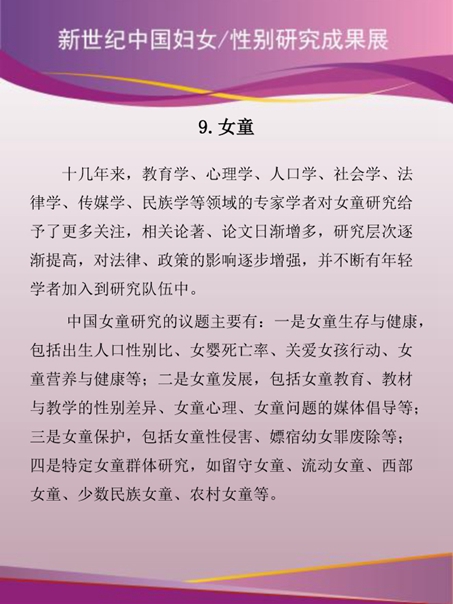 新世纪中国妇女/性别研究成果展
9.女童
十几年来，教育学、心理学、人口学、社会学、法
律学、传媒学、民族学等领域的专家学者对女童研究给
予了更多关注，相关论著、论文日渐增多，研究层次逐
渐提高，对法律、政策的影响逐步增强，并不断有年轻
学者加入到研究队伍中。
中国女童研究的议题主要有：一是女童生存与健康，
包括出生人口性别比、女婴死亡率、关爱女孩行动、女
童营养与健康等；二是女童发展，包括女童教育、教材
与教学的性别差异、女童心理、女童问题的媒体倡导等；
三是女童保护，包括女童性侵害、嫖宿幼女罪废除等；
四是特定女童群体研究，如留守女童、流动女童、西部
女童、少数民族女童、农村女童等。